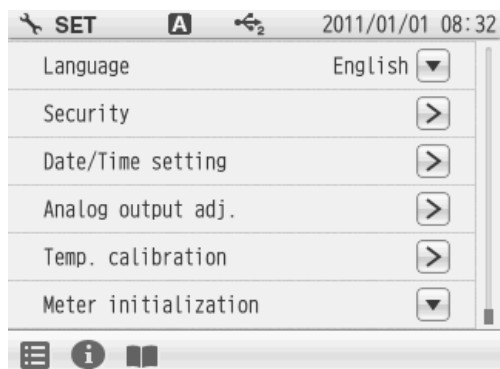 SET A 2 2011/01/01 08:32
Language English
Security
Date/Time setting
Analog output adj.
Temp. calibration
Meter initialization